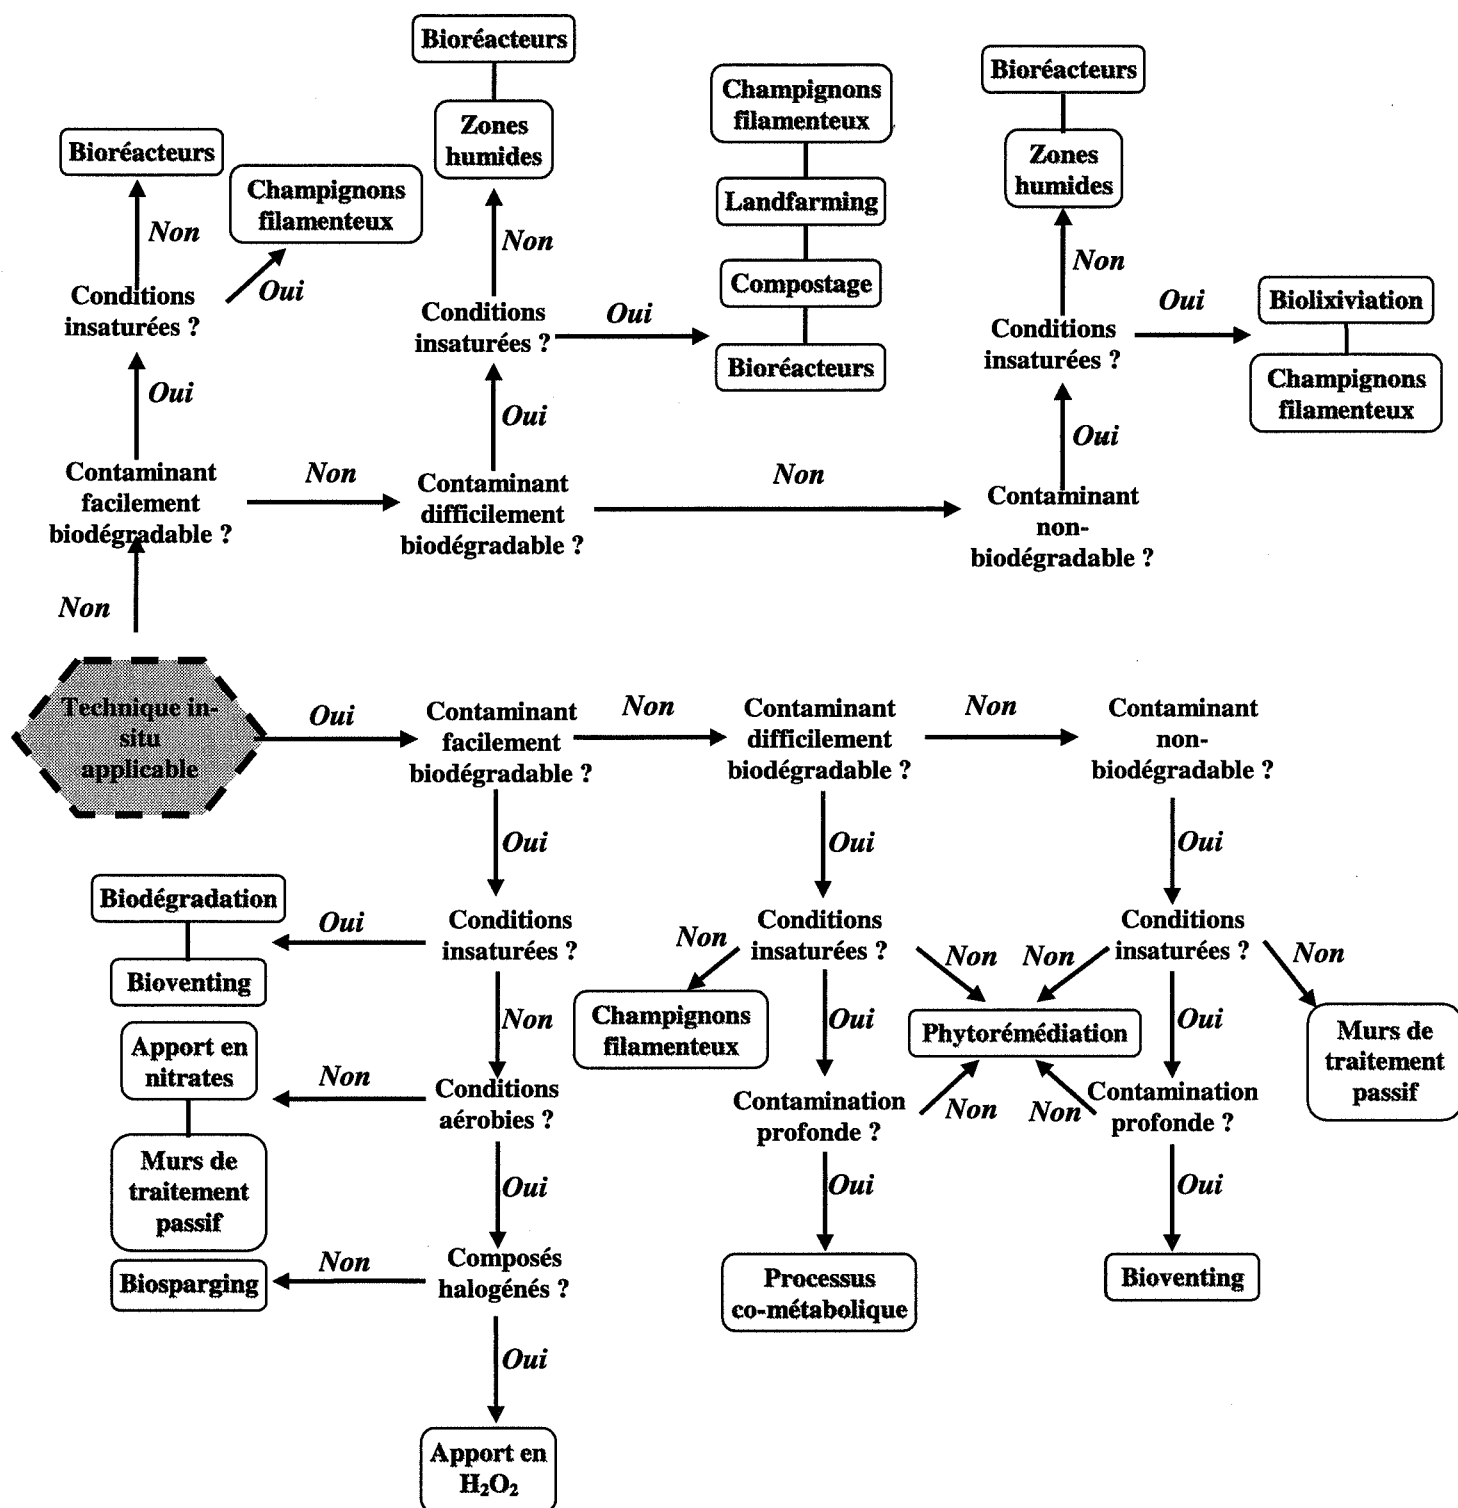 Bioréacteurs
Zones
humides
Non
Conditions
insaturées ?
Oui
Oui
Bioréacteurs
Non
Champignons
filamenteux
Oui
Conditions
insaturées ?
Oui
Contaminant
facilement
biodégradable ?
Non
Contaminant
difficilement
biodégradable ?
Non
Champignons
filamenteux
Landfarming
Compostage
Bioréacteurs
Bioréacteurs
Zones
humides
Non
Conditions
insaturées ?
Oui
Biolixiviation
Champignons
filamenteux
Oui
Contaminant
non-
biodégradable ?
Non
Technique in-
situ
applicable
Oui
Contaminant
facilement
biodégradable ?
Non
Contaminant
difficilement
biodégradable ?
Non
Contaminant
non-
biodégradable ?
Oui
Oui
Oui
Biodégradation
Bioventing
Oui
Conditions
insaturées ?
Non
Apport en
nitrates
Murs de
traitement
passif
Non
Conditions
aérobies ?
Oui
Biosparging
Non
Composés
halogénés ?
Oui
Apport en
H₂O₂
Non
Conditions
insaturées ?
Non
Champignons
filamenteux
Oui
Contamination
profonde ?
Non
Oui
Processus
co-métabolique
Phytorémédiation
Non
Conditions
insaturées ?
Non
Murs de
traitement
passif
Oui
Non
Contamination
profonde ?
Oui
Bioventing